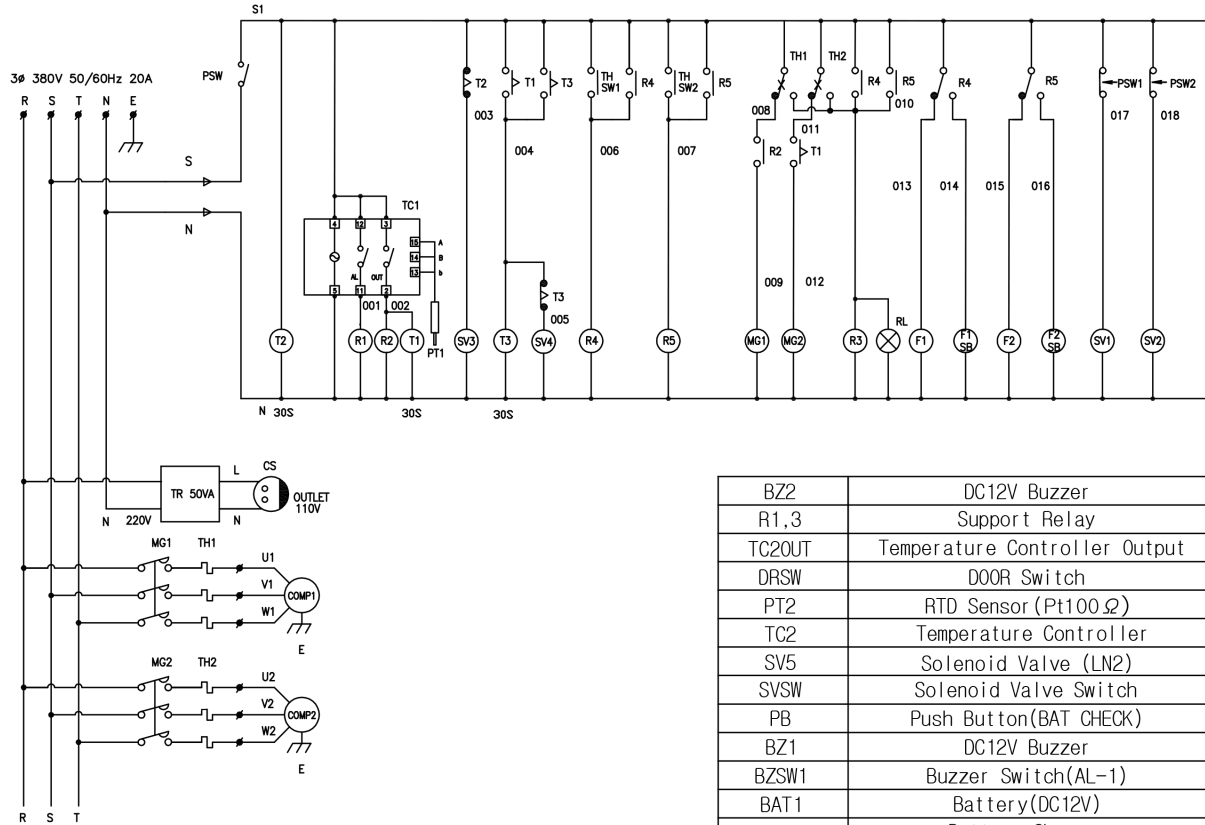 S1
3ø 380V 50/60Hz 20A
R S T N E
PSW
S
N
T2
T1
T3
TH SW1
R4
TH SW2
R5
TH1
TH2
R4
R5
R4
R5
PSW1
PSW2
003
004
006
007
008
R2
011
T1
010
013
014
015
016
017
018
TC1
4 12 3
15 A
14 B
13 b
AL OUT
5 11 2
001 002
PT1
T3
005
009
012
RL
T2 R1 R2 T1 SV3 T3 SV4 R4 R5 MG1 MG2 R3 F1 F1 SB F2 F2 SB SV1 SV2
N 30S 30S 30S
TR 50VA
L
CS
OUTLET
110V
N 220V N
MG1 TH1 U1
V1
COMP1
W1
E
MG2 TH2 U2
V2
COMP2
W2
E
R S T
BZ2 DC12V Buzzer
R1,3 Support Relay
TC2OUT Temperature Controller Output
DRSW DOOR Switch
PT2 RTD Sensor(Pt100Ω)
TC2 Temperature Controller
SV5 Solenoid Valve (LN2)
SVSW Solenoid Valve Switch
PB Push Button(BAT CHECK)
BZ1 DC12V Buzzer
BZSW1 Buzzer Switch(AL-1)
BAT1 Battery(DC12V)